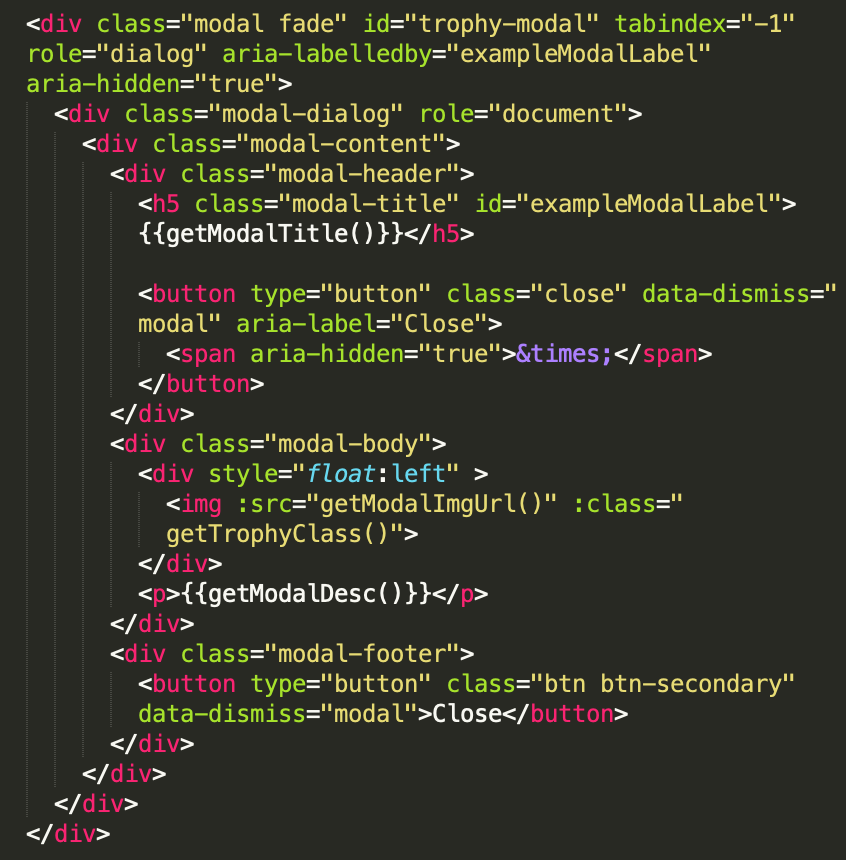 <div class="modal fade" id="trophy-modal" tabindex="-1"
role="dialog" aria-labelledby="exampleModalLabel"
aria-hidden="true">
<div class="modal-dialog" role="document">
<div class="modal-content">
<div class="modal-header">
<h5 class="modal-title" id="exampleModalLabel">
{{getModalTitle()}}</h5>
<button type="button" class="close" data-dismiss="
modal" aria-label="Close">
<span aria-hidden="true">&times;</span>
</button>
</div>
<div class="modal-body">
<div style="float:left" >
<img :src="getModalImgUrl()" :class="
getTrophyClass()">
</div>
<p>{{getModalDesc()}}</p>
</div>
<div class="modal-footer">
<button type="button" class="btn btn-secondary"
data-dismiss="modal">Close</button>
</div>
</div>
</div>
</div>